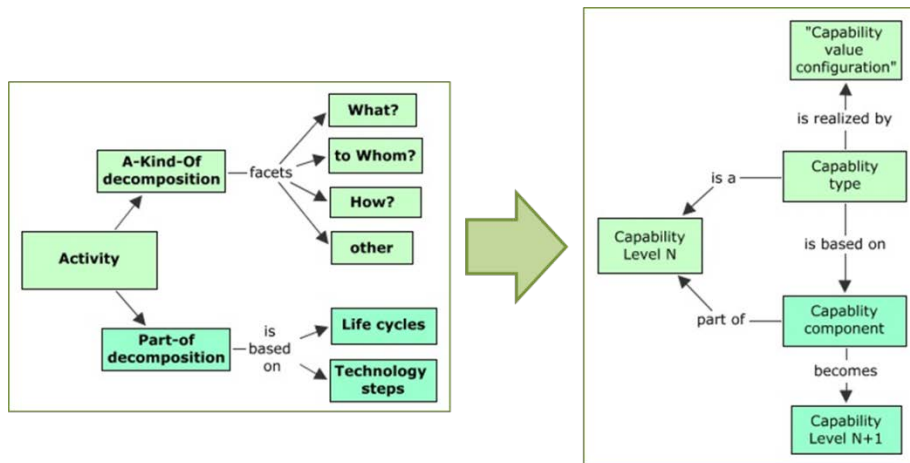 What?
A-Kind-Of
decomposition
facets
to Whom?
How?
other
Activity
Part-of
decomposition
is
based
on
Life cycles
Technology
steps
"Capability
value
configuration"
is realized by
Capablity
type
is a
Capability
Level N
is based on
part of
Capablity
component
becomes
Capability
Level N+1